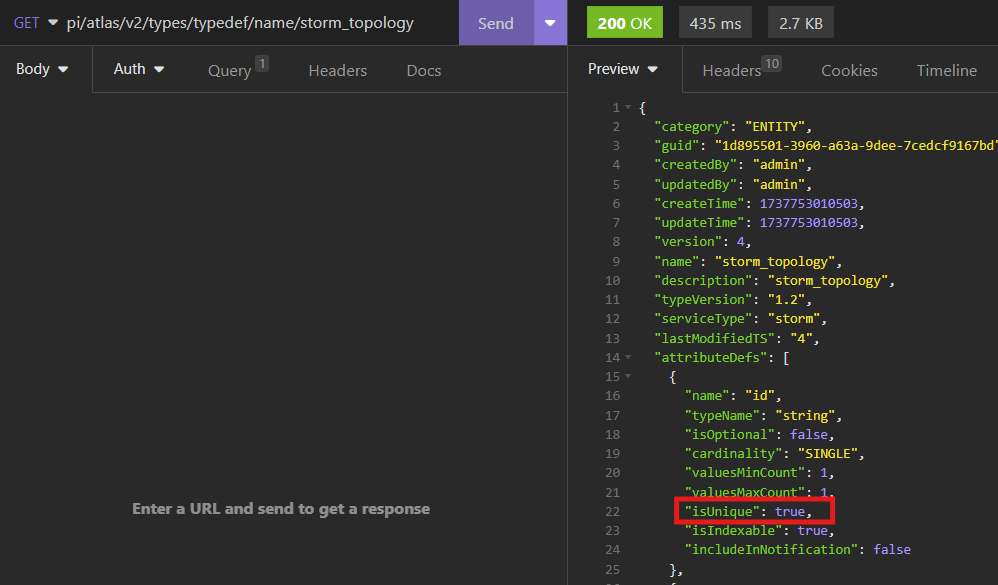 GET pi/atlas/v2/types/typedef/name/storm_topology Send 200 OK 435 ms 2.7 KB
Body Auth Query 1 Headers Docs
Enter a URL and send to get a response
Preview Headers 10 Cookies Timeline
1 {
2 "category": "ENTITY",
3 "guid": "1d895501-3960-a63a-9dee-7cedcf9167bd"
4 "createdBy": "admin",
5 "updatedBy": "admin",
6 "createTime": 1737753010503,
7 "updateTime": 1737753010503,
8 "version": 4,
9 "name": "storm_topology",
10 "description": "storm_topology",
11 "typeVersion": "1.2",
12 "serviceType": "storm",
13 "lastModifiedTS": "4",
14 "attributeDefs": [
15 {
16 "name": "id",
17 "typeName": "string",
18 "isOptional": false,
19 "cardinality": "SINGLE",
20 "valuesMinCount": 1,
21 "valuesMaxCount": 1,
22 "isUnique": true,
23 "isIndexable": true,
24 "includeInNotification": false
25 },